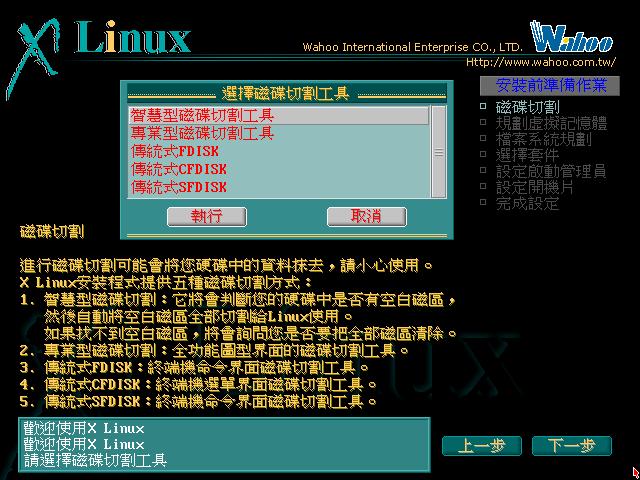 X Linux
Wahoo International Enterprise CO., LTD.
Wahoo
Http://www.wahoo.com.tw/
選擇磁碟切割工具
智慧型磁碟切割工具
專業型磁碟切割工具
傳統式FDISK
傳統式CFDISK
傳統式SFDISK
執行
取消
安裝前準備作業
磁碟切割
規劃虛擬記憶體
檔案系統規劃
選擇套件
設定啟動管理員
設定開機片
完成設定
磁碟切割
進行磁碟切割可能會將您硬碟中的資料抹去，請小心使用。
X Linux安裝程式提供五種磁碟切割方式：
1. 智慧型磁碟切割：它將會判斷您的硬碟中是否有空白磁區，
然後自動將空白磁區全部切割給Linux使用。
如果找不到空白磁區，將會詢問您是否要把全部磁區清除。
2. 專業型磁碟切割：全功能圖型界面的磁碟切割工具。
3. 傳統式FDISK：終端機命令界面磁碟切割工具。
4. 傳統式CFDISK：終端機選單界面磁碟切割工具。
5. 傳統式SFDISK：終端機命令界面磁碟切割工具。
歡迎使用X Linux
歡迎使用X Linux
請選擇磁碟切割工具
上一步
下一步